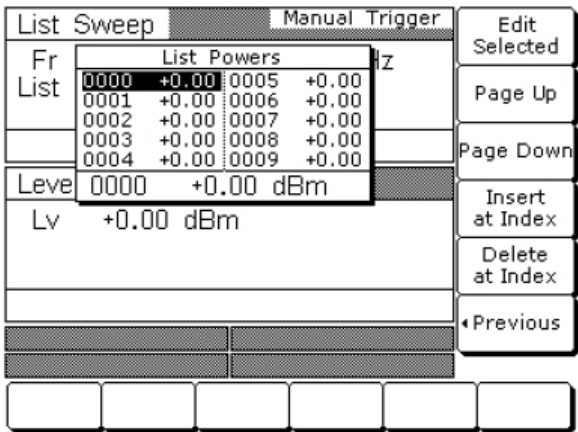 List Sweep
Manual Trigger
Fr
Hz
List
List Powers
0000 +0.00 0005 +0.00
0001 +0.00 0006 +0.00
0002 +0.00 0007 +0.00
0003 +0.00 0008 +0.00
0004 +0.00 0009 +0.00
Leve
0000 +0.00 dBm
Lv +0.00 dBm
Edit
Selected
Page Up
Page Down
Insert
at Index
Delete
at Index
Previous